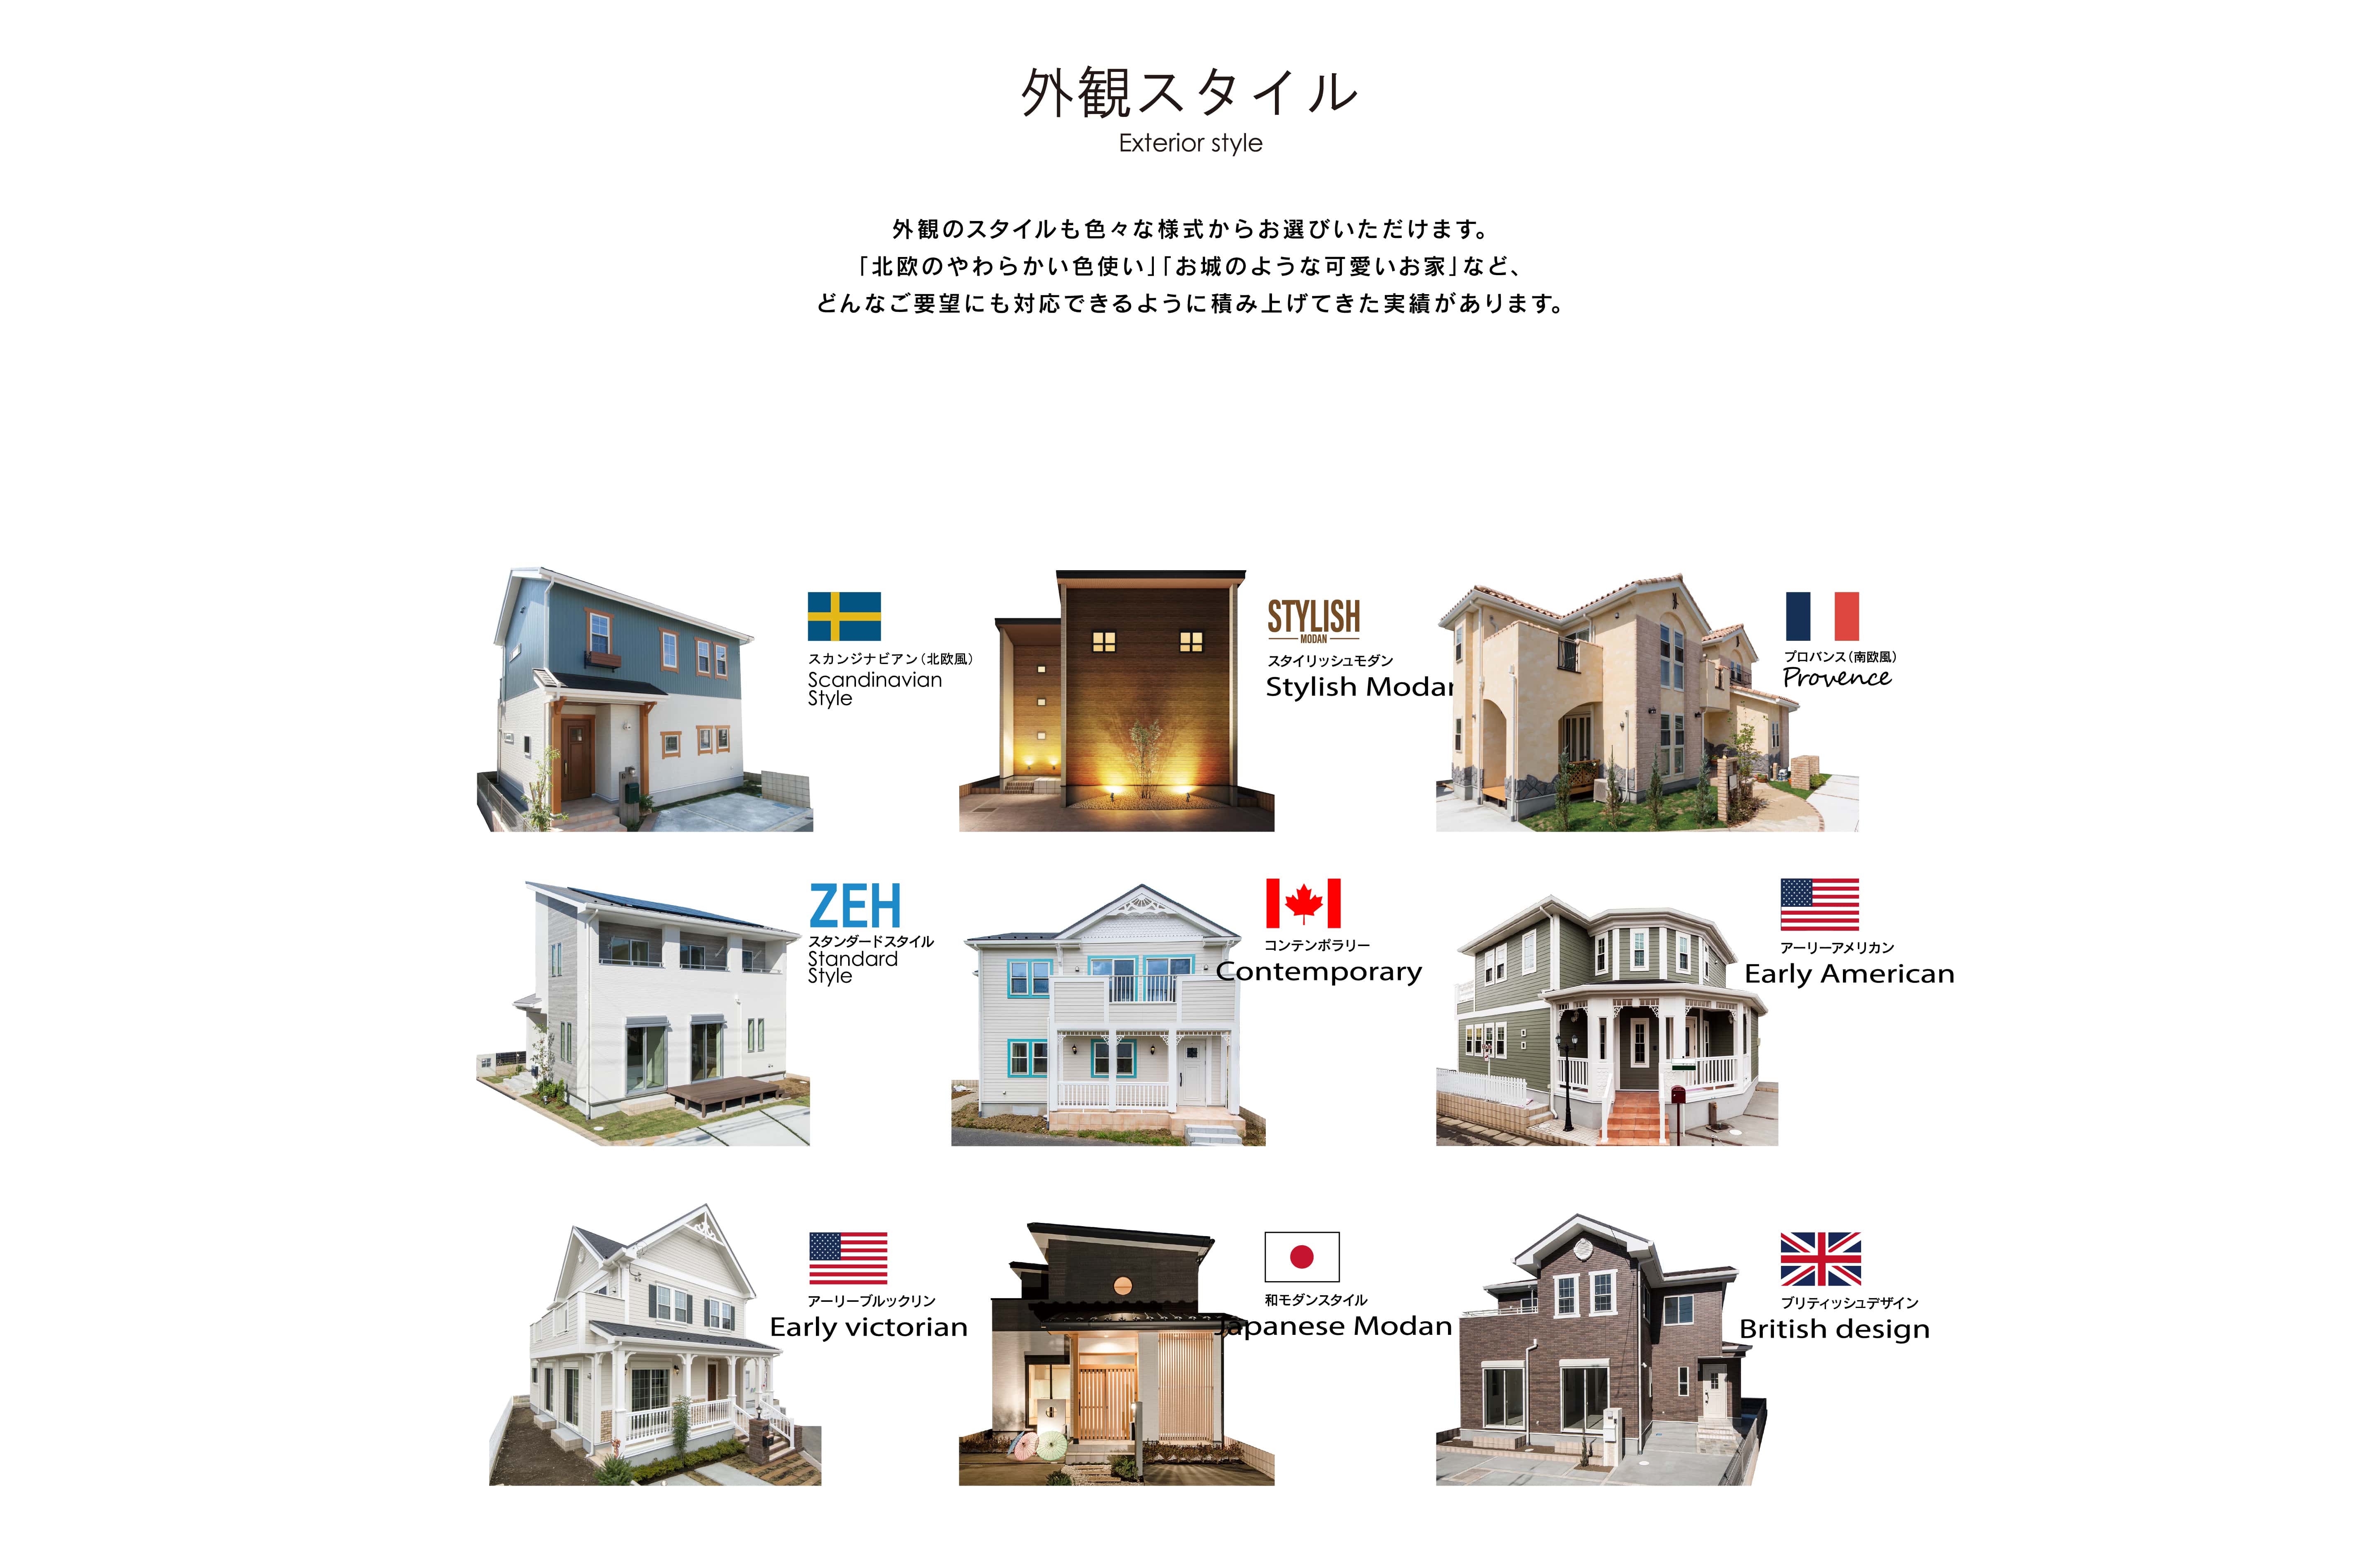 外観スタイル
Exterior style
外観のスタイルも色々な様式からお選びいただけます。
「北欧のやわらかい色使い」「お城のような可愛いお家」など、
どんなご要望にも対応できるように積み上げてきた実績があります。
スカンジナビアン（北欧風）
Scandinavian
Style
STYLISH
MODAN
スタイリッシュモダン
Stylish Modan
プロバンス（南欧風）
Provence
ZEH
スタンダードスタイル
Standard
Style
コンテンポラリー
Contemporary
アーリーアメリカン
Early American
アーリーブルックリン
Early victorian
和モダンスタイル
Japanese Modan
ブリティッシュデザイン
British design